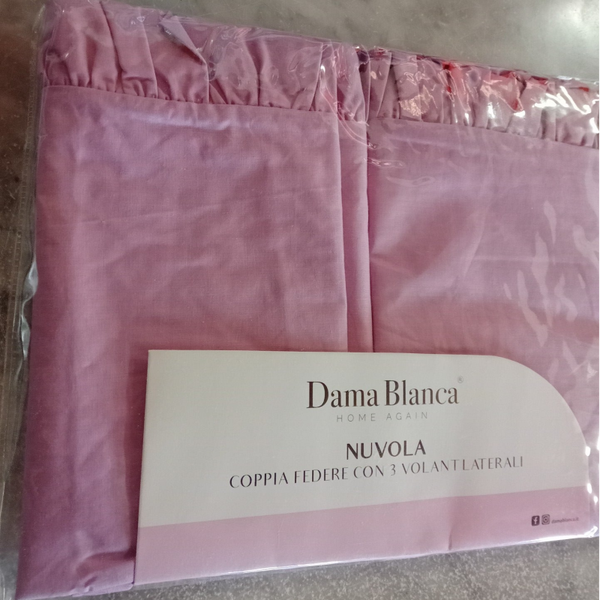 Dama Blanca®
HOME AGAIN
NUVOLA
COPPIA FEDERE CON 3 VOLANT LATERALI